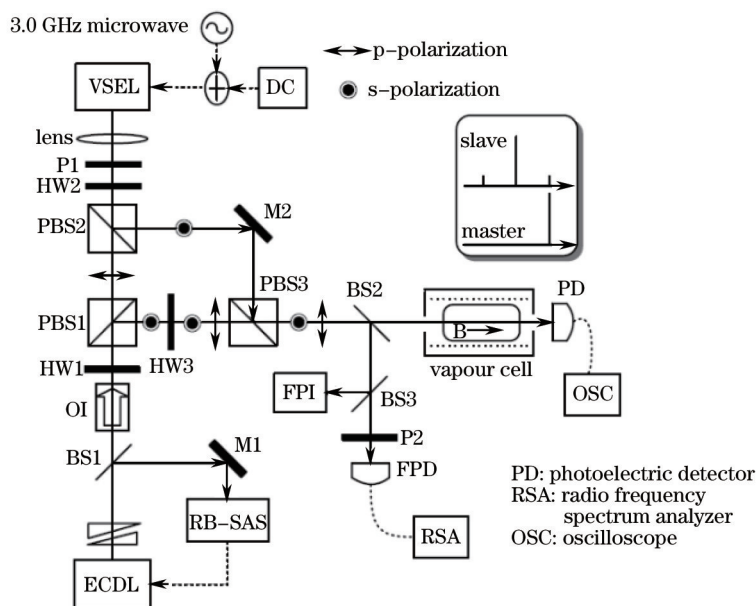 3.0 GHz microwave
p-polarization
VSEL
DC
s-polarization
lens
P1
HW2
slave
M2
PBS2
master
PBS3
BS2
PD
PBS1
B
HW1
HW3
vapour cell
FPI
BS3
OSC
OI
P2
BS1
M1
FPD
PD: photoelectric detector
RSA: radio frequency
spectrum analyzer
OSC: oscilloscope
RB-SAS
RSA
ECDL